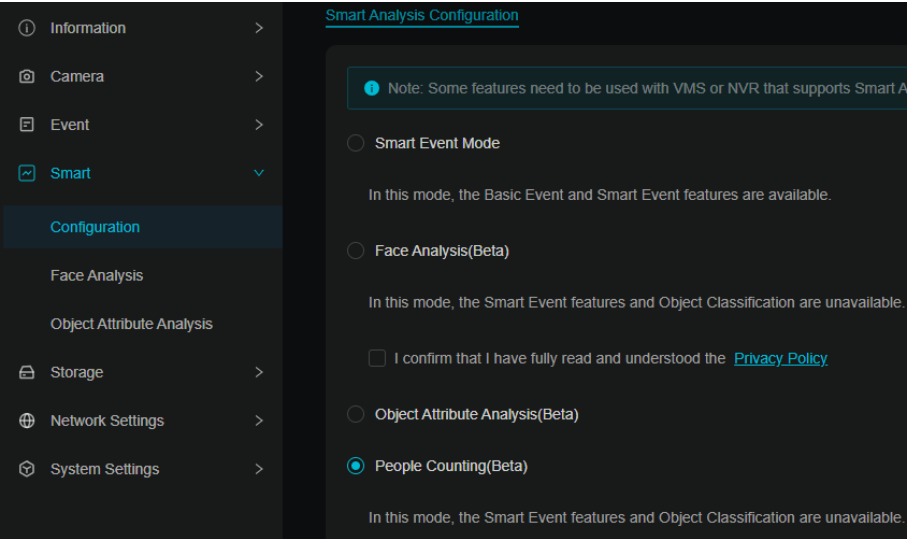 Information
Camera
Event
Smart
Configuration
Face Analysis
Object Attribute Analysis
Storage
Network Settings
System Settings
Smart Analysis Configuration
Note: Some features need to be used with VMS or NVR that supports Smart A
Smart Event Mode
In this mode, the Basic Event and Smart Event features are available.
Face Analysis(Beta)
In this mode, the Smart Event features and Object Classification are unavailable.
I confirm that I have fully read and understood the Privacy Policy
Object Attribute Analysis(Beta)
People Counting(Beta)
In this mode, the Smart Event features and Object Classification are unavailable.